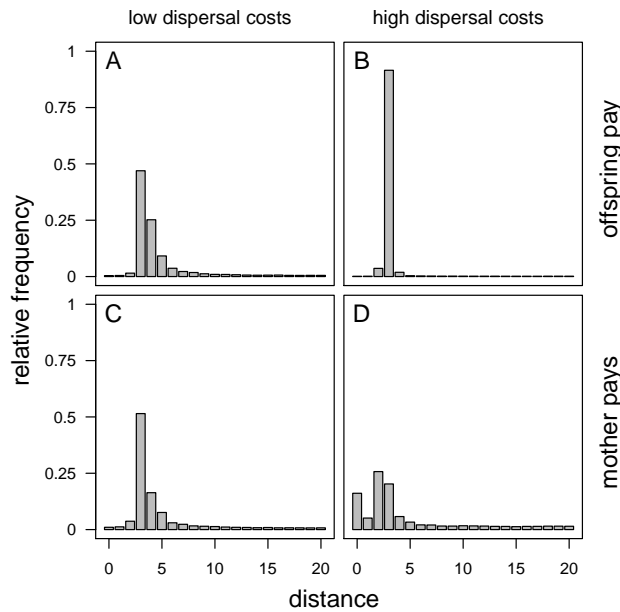 low dispersal costs
high dispersal costs
A
B
1
0.75
0.5
0.25
0
offspring pay
relative frequency
C
D
1
0.75
0.5
0.25
0
mother pays
0 5 10 15 20
0 5 10 15 20
distance